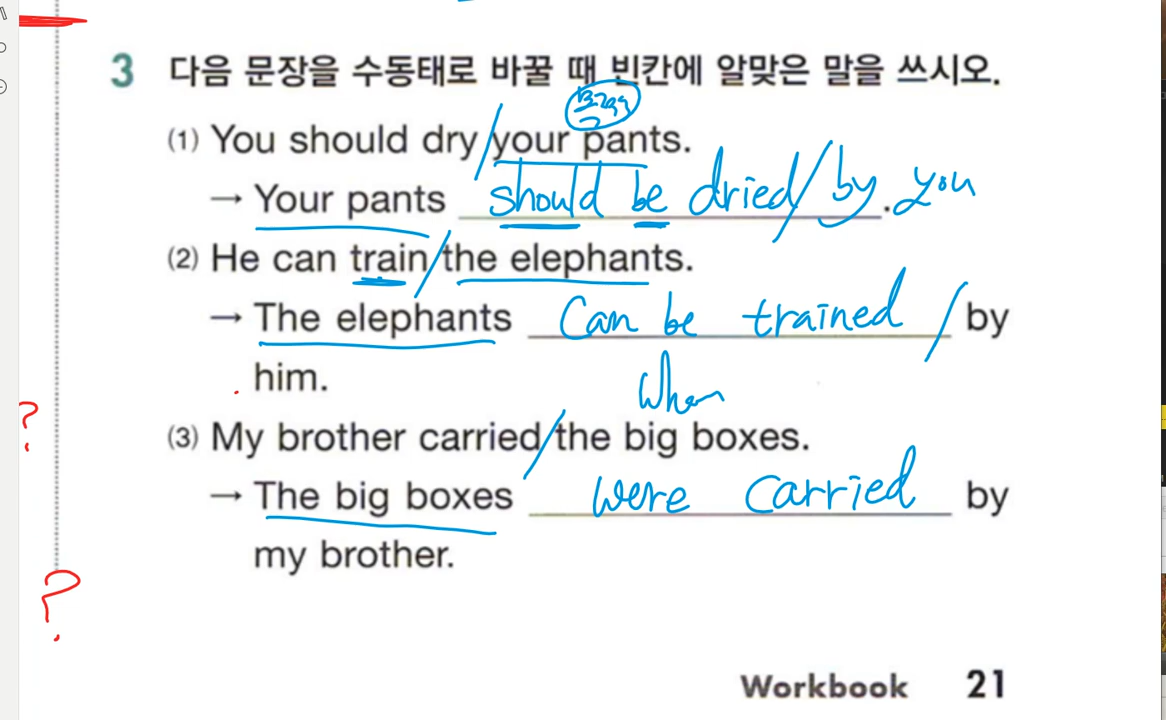 3 다음 문장을 수동태로 바꿀 때 빈칸에 알맞은 말을 쓰시오.
(1) You should dry / your pants.
→ Your pants should be dried / by you.
(2) He can train / the elephants.
→ The elephants can be trained / by
him.
When
(3) My brother carried / the big boxes.
→ The big boxes were carried by
my brother.
?
?
Workbook 21